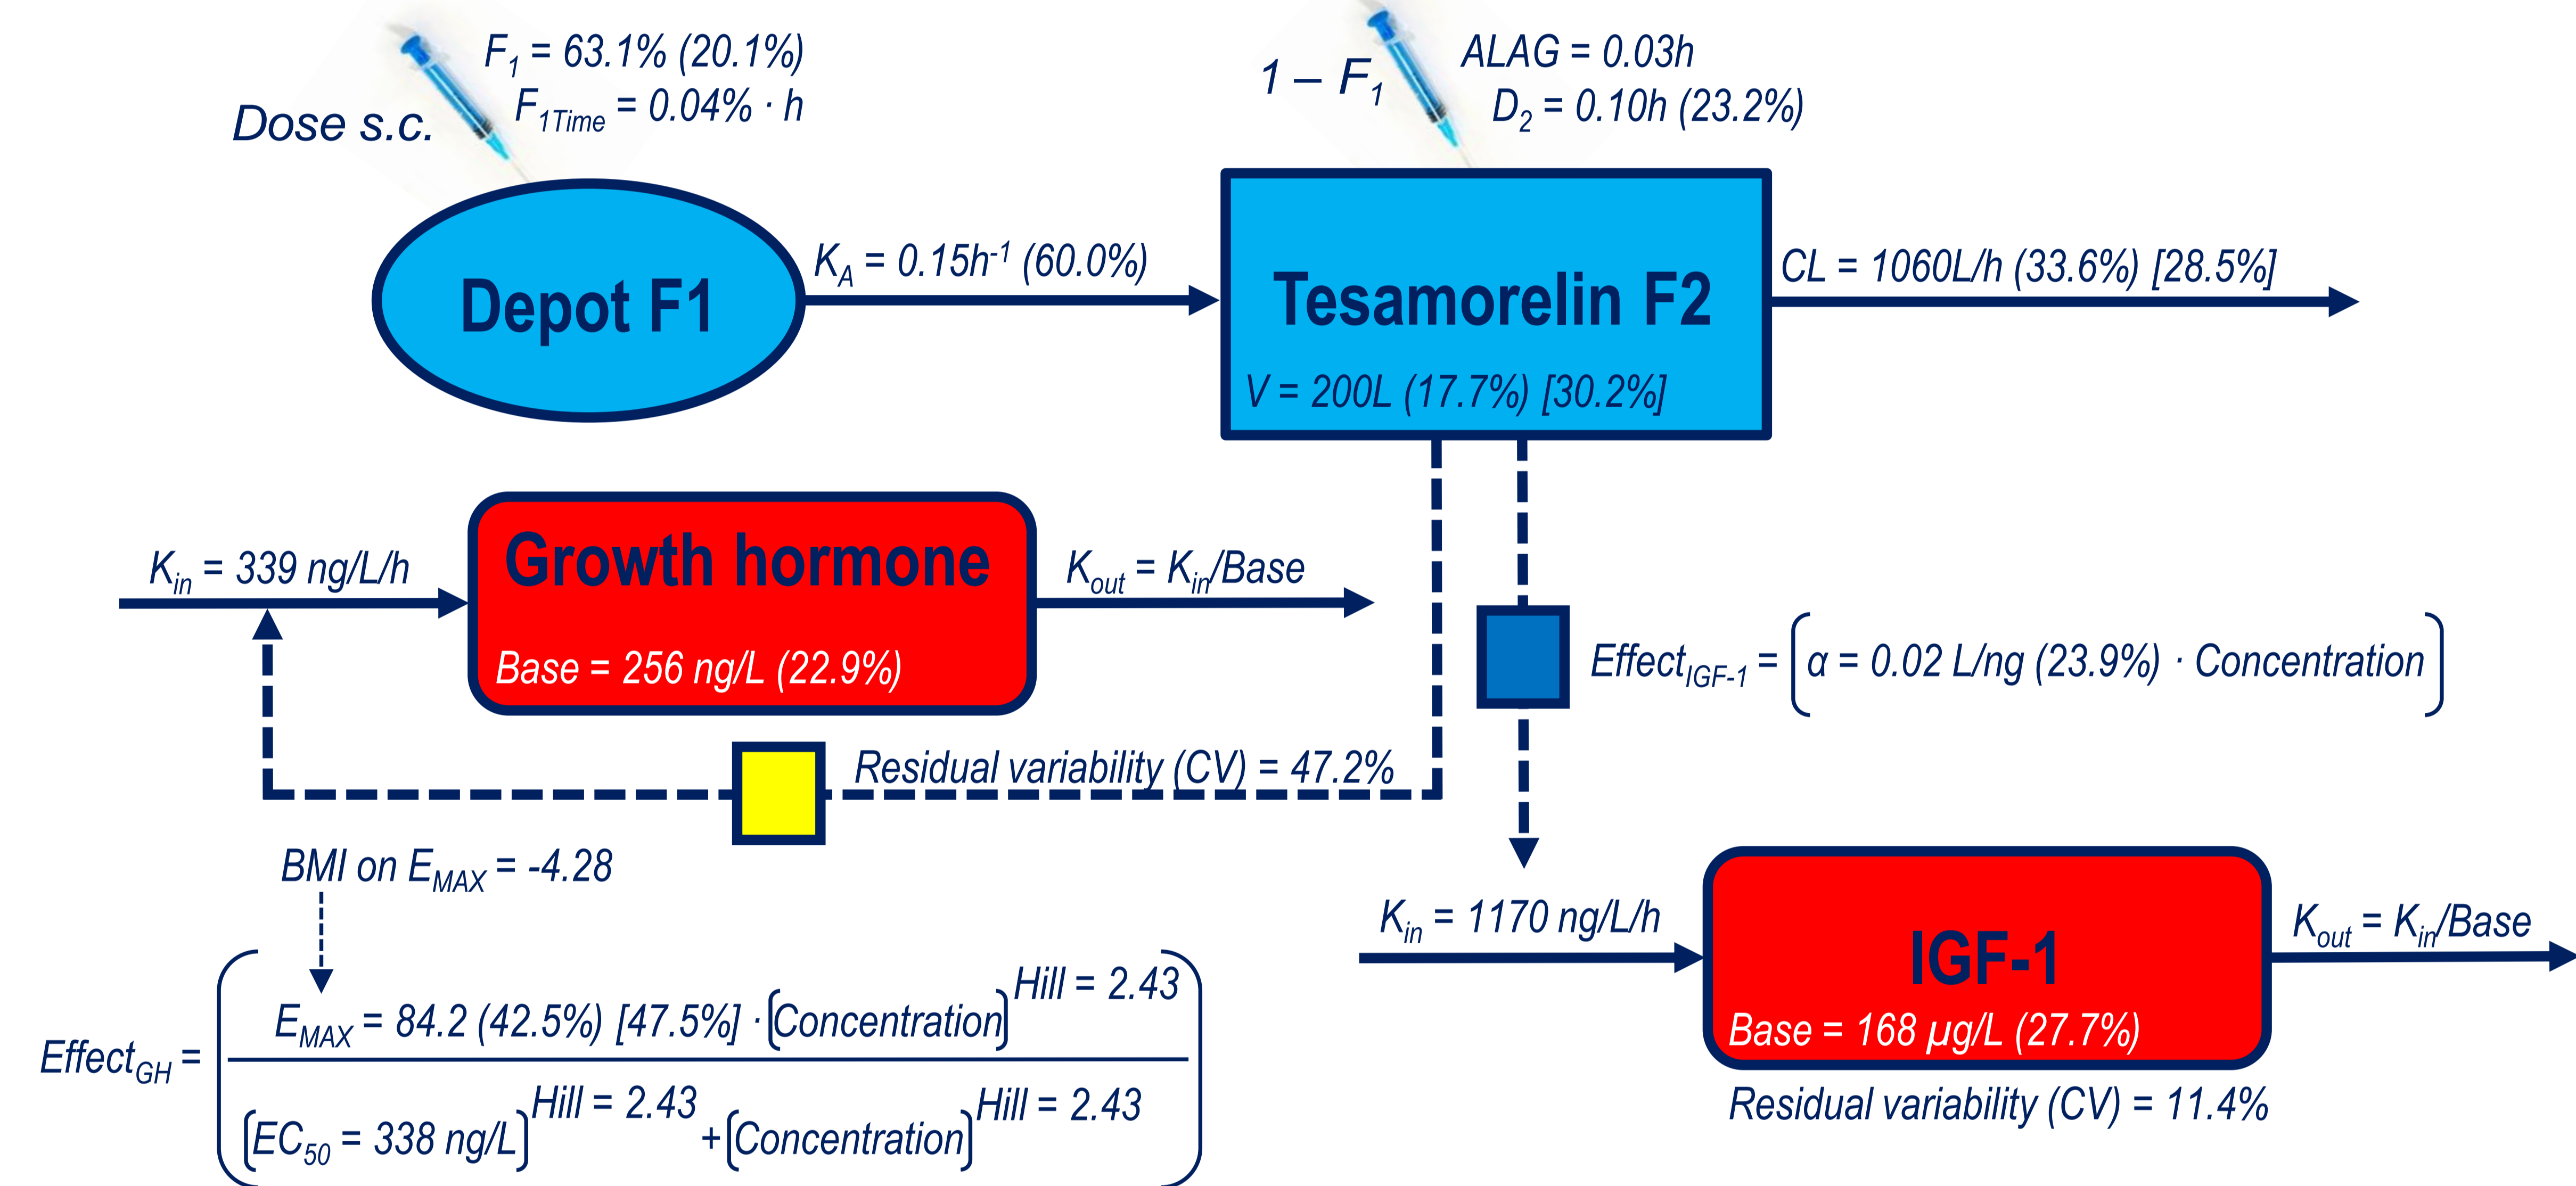 Dose s.c.
F1 = 63.1% (20.1%)
F1Time = 0.04% · h
1 – F1
ALAG = 0.03h
D2 = 0.10h (23.2%)
Depot F1
KA = 0.15h-1 (60.0%)
Tesamorelin F2
V = 200L (17.7%) [30.2%]
CL = 1060L/h (33.6%) [28.5%]
Kin = 339 ng/L/h
Growth hormone
Base = 256 ng/L (22.9%)
Kout = Kin/Base
EffectIGF-1 = [α = 0.02 L/ng (23.9%) · Concentration]
Residual variability (CV) = 47.2%
BMI on EMAX = -4.28
EffectGH =
EMAX = 84.2 (42.5%) [47.5%] · [Concentration]Hill = 2.43
[EC50 = 338 ng/L]Hill = 2.43 + [Concentration]Hill = 2.43
Kin = 1170 ng/L/h
IGF-1
Base = 168 µg/L (27.7%)
Kout = Kin/Base
Residual variability (CV) = 11.4%